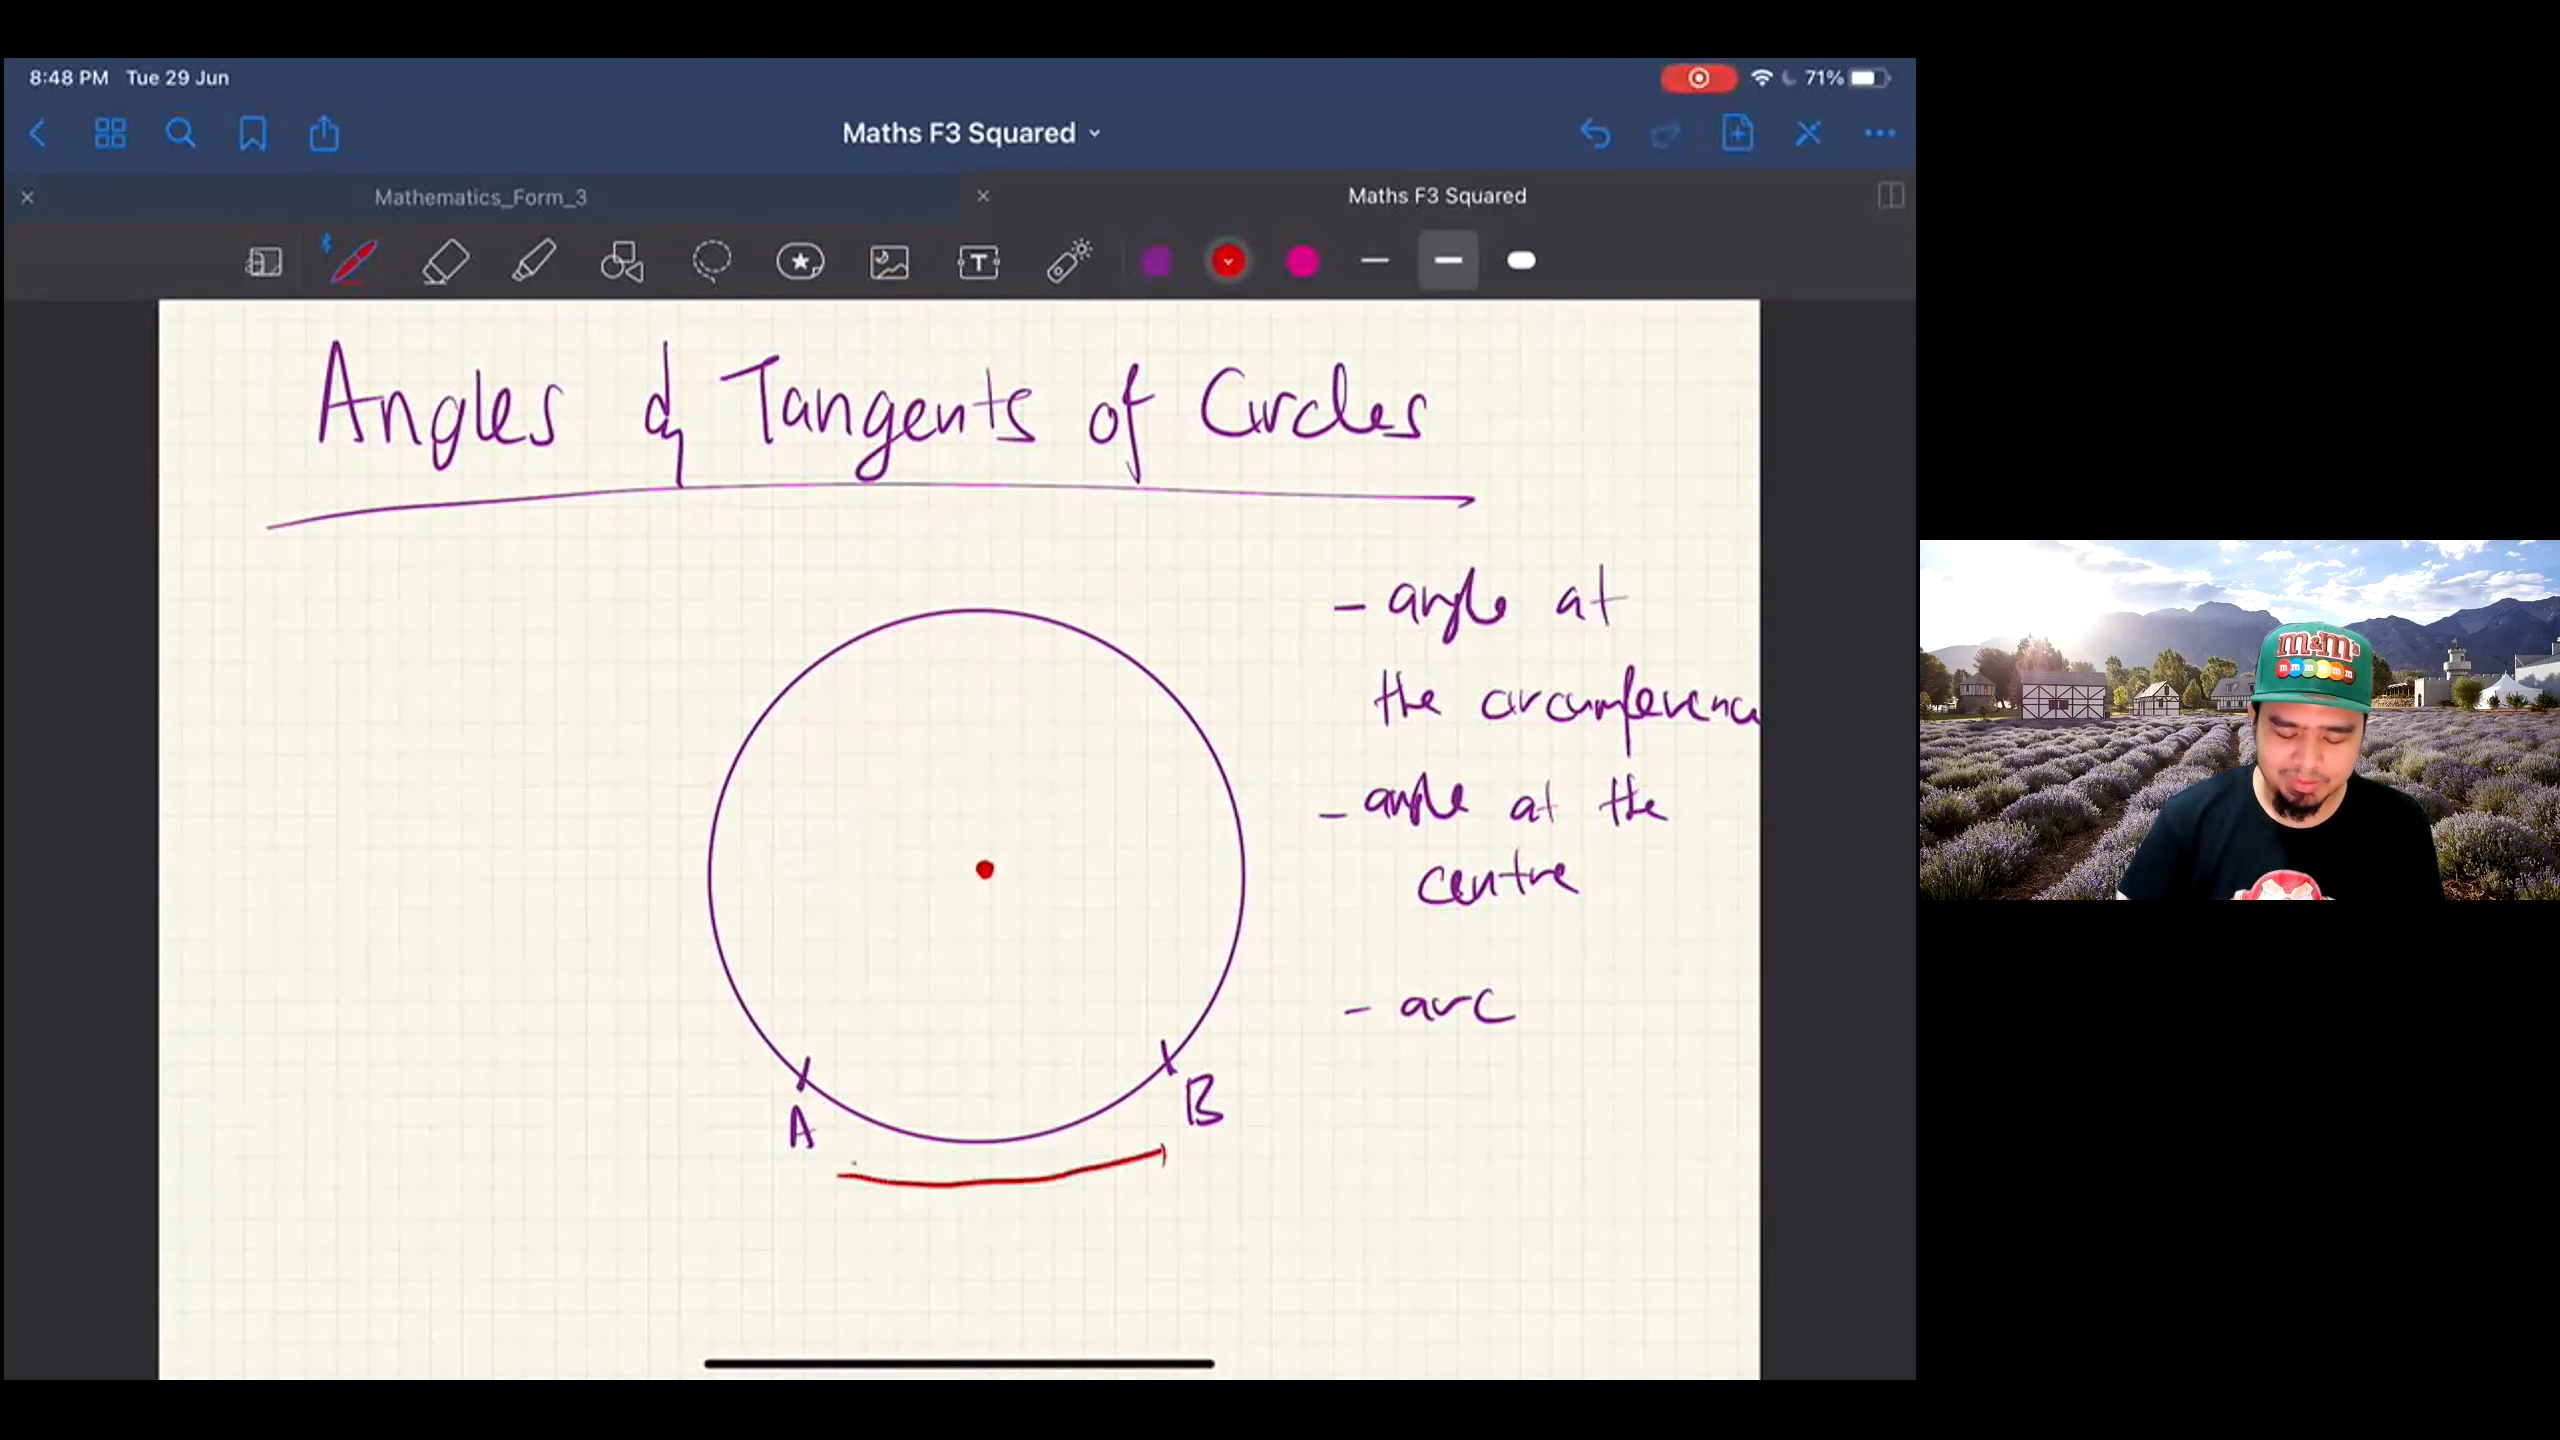 8:48 PM Tue 29 Jun
71%
Maths F3 Squared
Mathematics_Form_3
Maths F3 Squared
T
Angles & Tangents of Circles
- angle at
the circumference
- angle at the
centre
- arc
A
B
m&m's
m m m m m